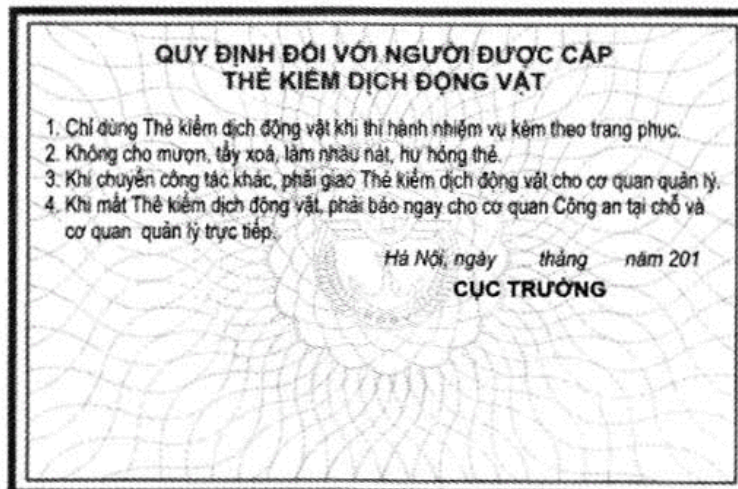 QUY ĐỊNH ĐỐI VỚI NGƯỜI ĐƯỢC CẤP
THẺ KIỂM DỊCH ĐỘNG VẬT
1. Chỉ dùng Thẻ kiểm dịch động vật khi thi hành nhiệm vụ kèm theo trang phục.
2. Không cho mượn, tẩy xoá, làm nhàu nát, hư hỏng thẻ.
3. Khi chuyển công tác khác, phải giao Thẻ kiểm dịch động vật cho cơ quan quản lý.
4. Khi mất Thẻ kiểm dịch động vật, phải báo ngay cho cơ quan Công an tại chỗ và
cơ quan quản lý trực tiếp.
Hà Nội, ngày tháng năm 201
CỤC TRƯỞNG